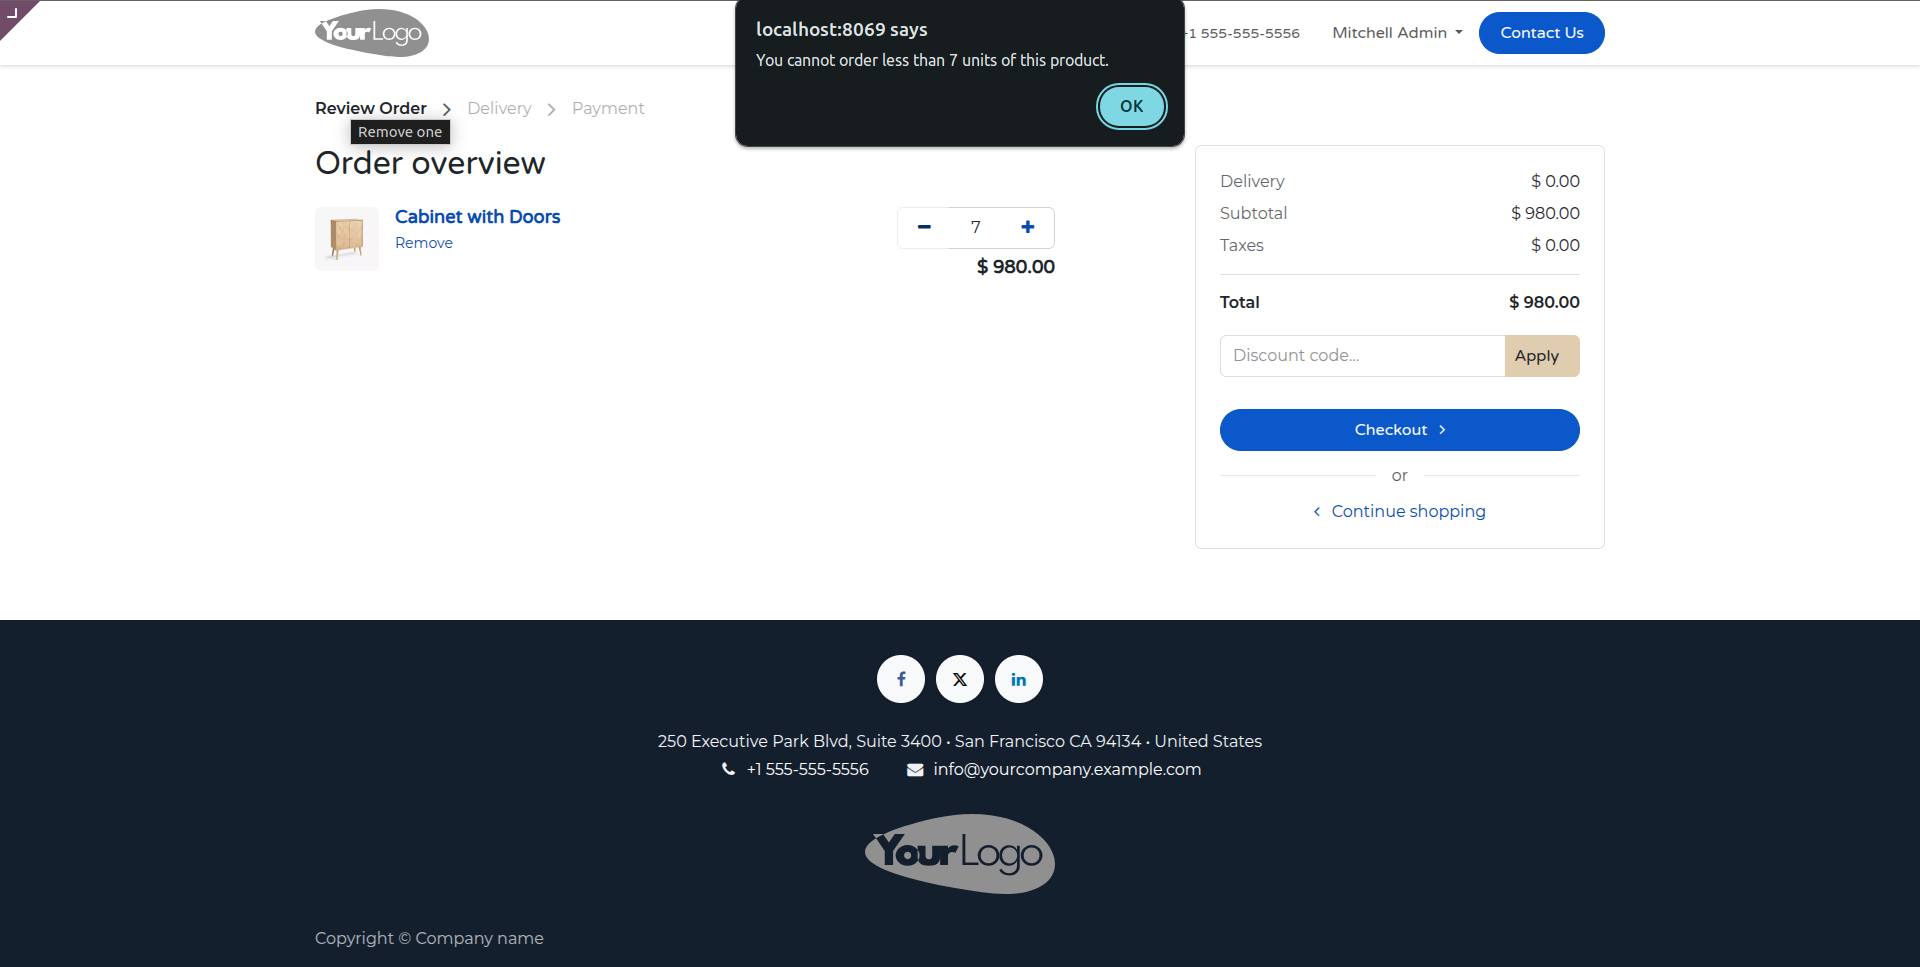 YourLogo
localhost:8069 says
You cannot order less than 7 units of this product.
OK
+1 555-555-5556
Mitchell Admin
Contact Us
Review Order
Delivery
Payment
Remove one
Order overview
Cabinet with Doors
Remove
7
$ 980.00
Delivery $ 0.00
Subtotal $ 980.00
Taxes $ 0.00
Total $ 980.00
Discount code...
Apply
Checkout
or
Continue shopping
250 Executive Park Blvd, Suite 3400 • San Francisco CA 94134 • United States
+1 555-555-5556 info@yourcompany.example.com
YourLogo
Copyright © Company name